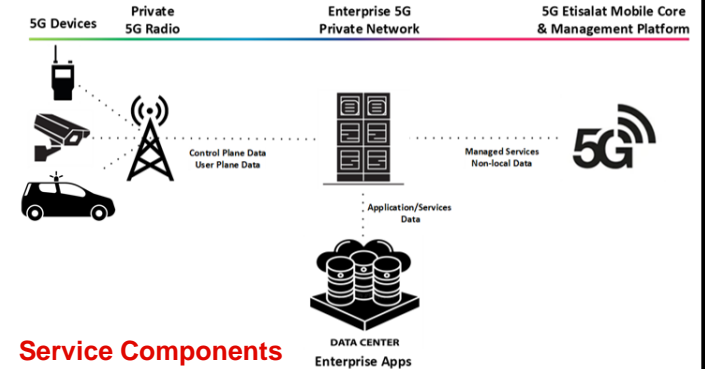 5G Devices
Private
5G Radio
Enterprise 5G
Private Network
5G Etisalat Mobile Core
& Management Platform
Control Plane Data
User Plane Data
Managed Services
Non-local Data
5G
Application/Services
Data
DATA CENTER
Enterprise Apps
Service Components